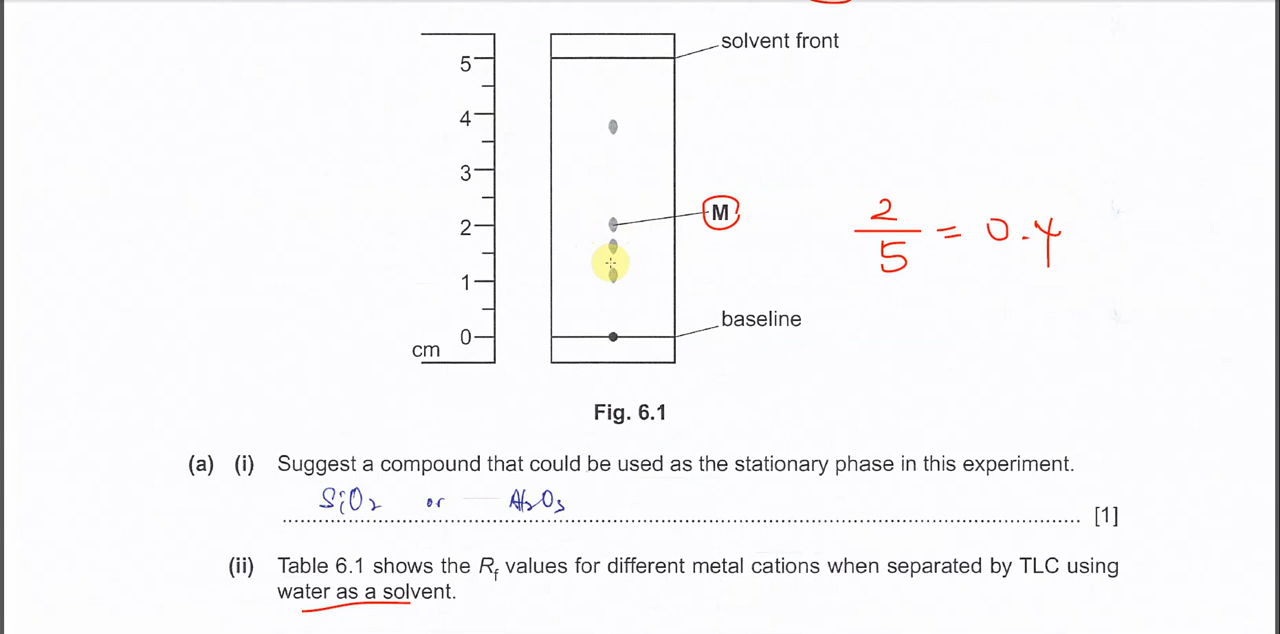 solvent front
5
4
3
M
2
2/5 = 0.4
1
baseline
0
cm
Fig. 6.1
(a) (i) Suggest a compound that could be used as the stationary phase in this experiment.
SiO2 or Al2O3
[1]
(ii) Table 6.1 shows the Rf values for different metal cations when separated by TLC using
water as a solvent.